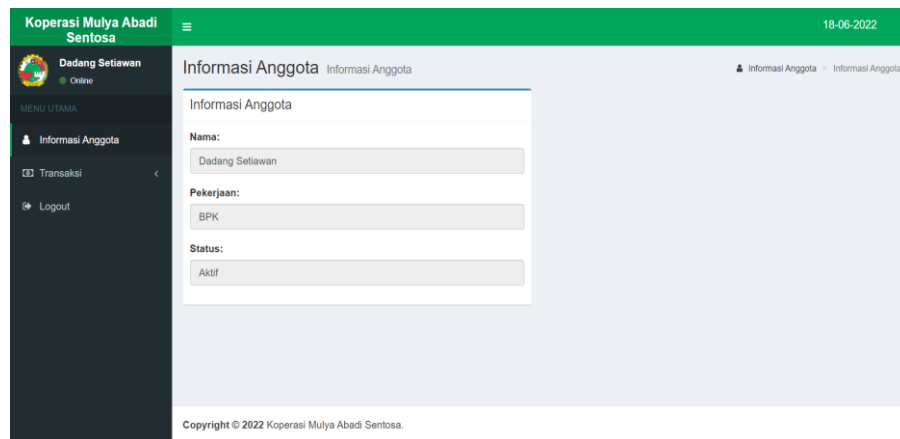 Koperasi Mulya Abadi
Sentosa
18-06-2022
Dadang Setiawan
Online
MENU UTAMA
Informasi Anggota
Transaksi
Logout
Informasi Anggota Informasi Anggota
Informasi Anggota > Informasi Anggota
Informasi Anggota
Nama:
Dadang Setiawan
Pekerjaan:
BPK
Status:
Aktif
Copyright © 2022 Koperasi Mulya Abadi Sentosa.